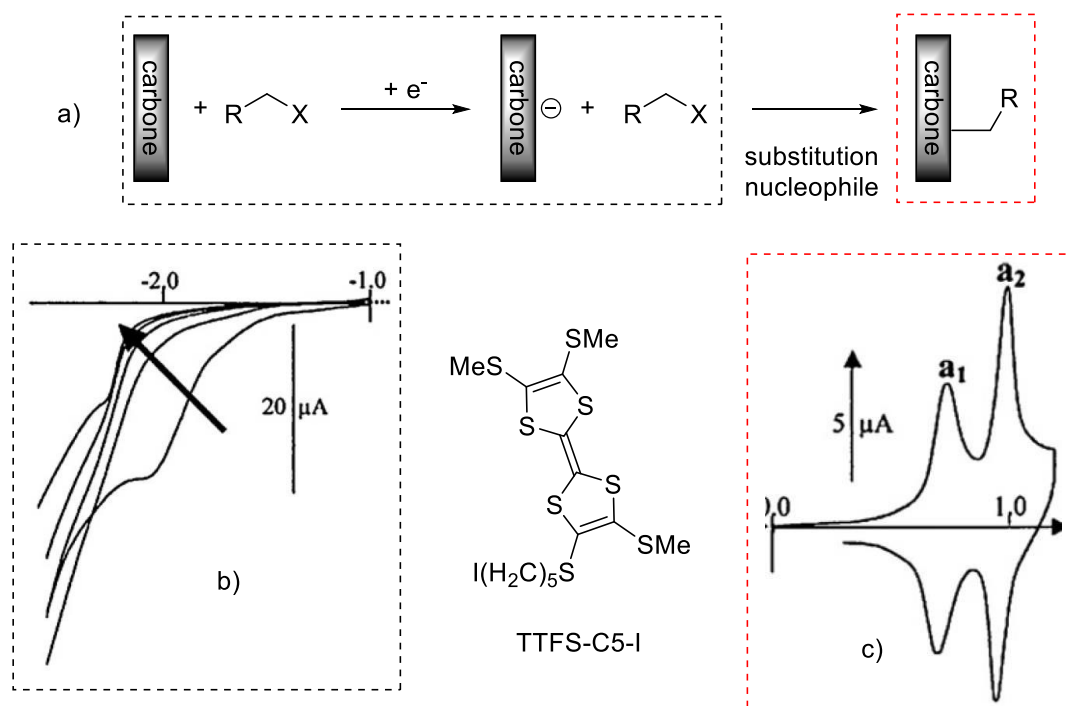 a)
carbone
+
R
X
+ e⁻
carbone
⊖
+
R
X
substitution
nucléophile
carbone
R
-2.0
-1.0
20 µA
b)
SMe
MeS
S
S
S
S
SMe
I(H₂C)₅S
TTFS-C5-I
a₂
a₁
5 µA
0.0
1.0
c)